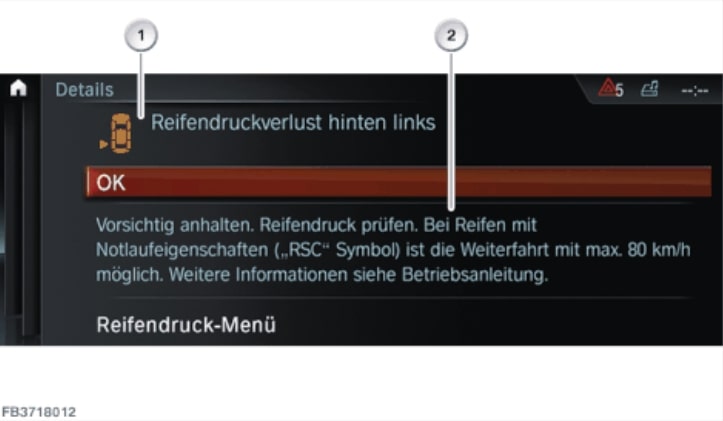 1 2
Details 5 --:--
Reifendruckverlust hinten links
OK
Vorsichtig anhalten. Reifendruck prüfen. Bei Reifen mit
Notlaufeigenschaften („RSC“ Symbol) ist die Weiterfahrt mit max. 80 km/h
möglich. Weitere Informationen siehe Betriebsanleitung.
Reifendruck-Menü
FB3718012